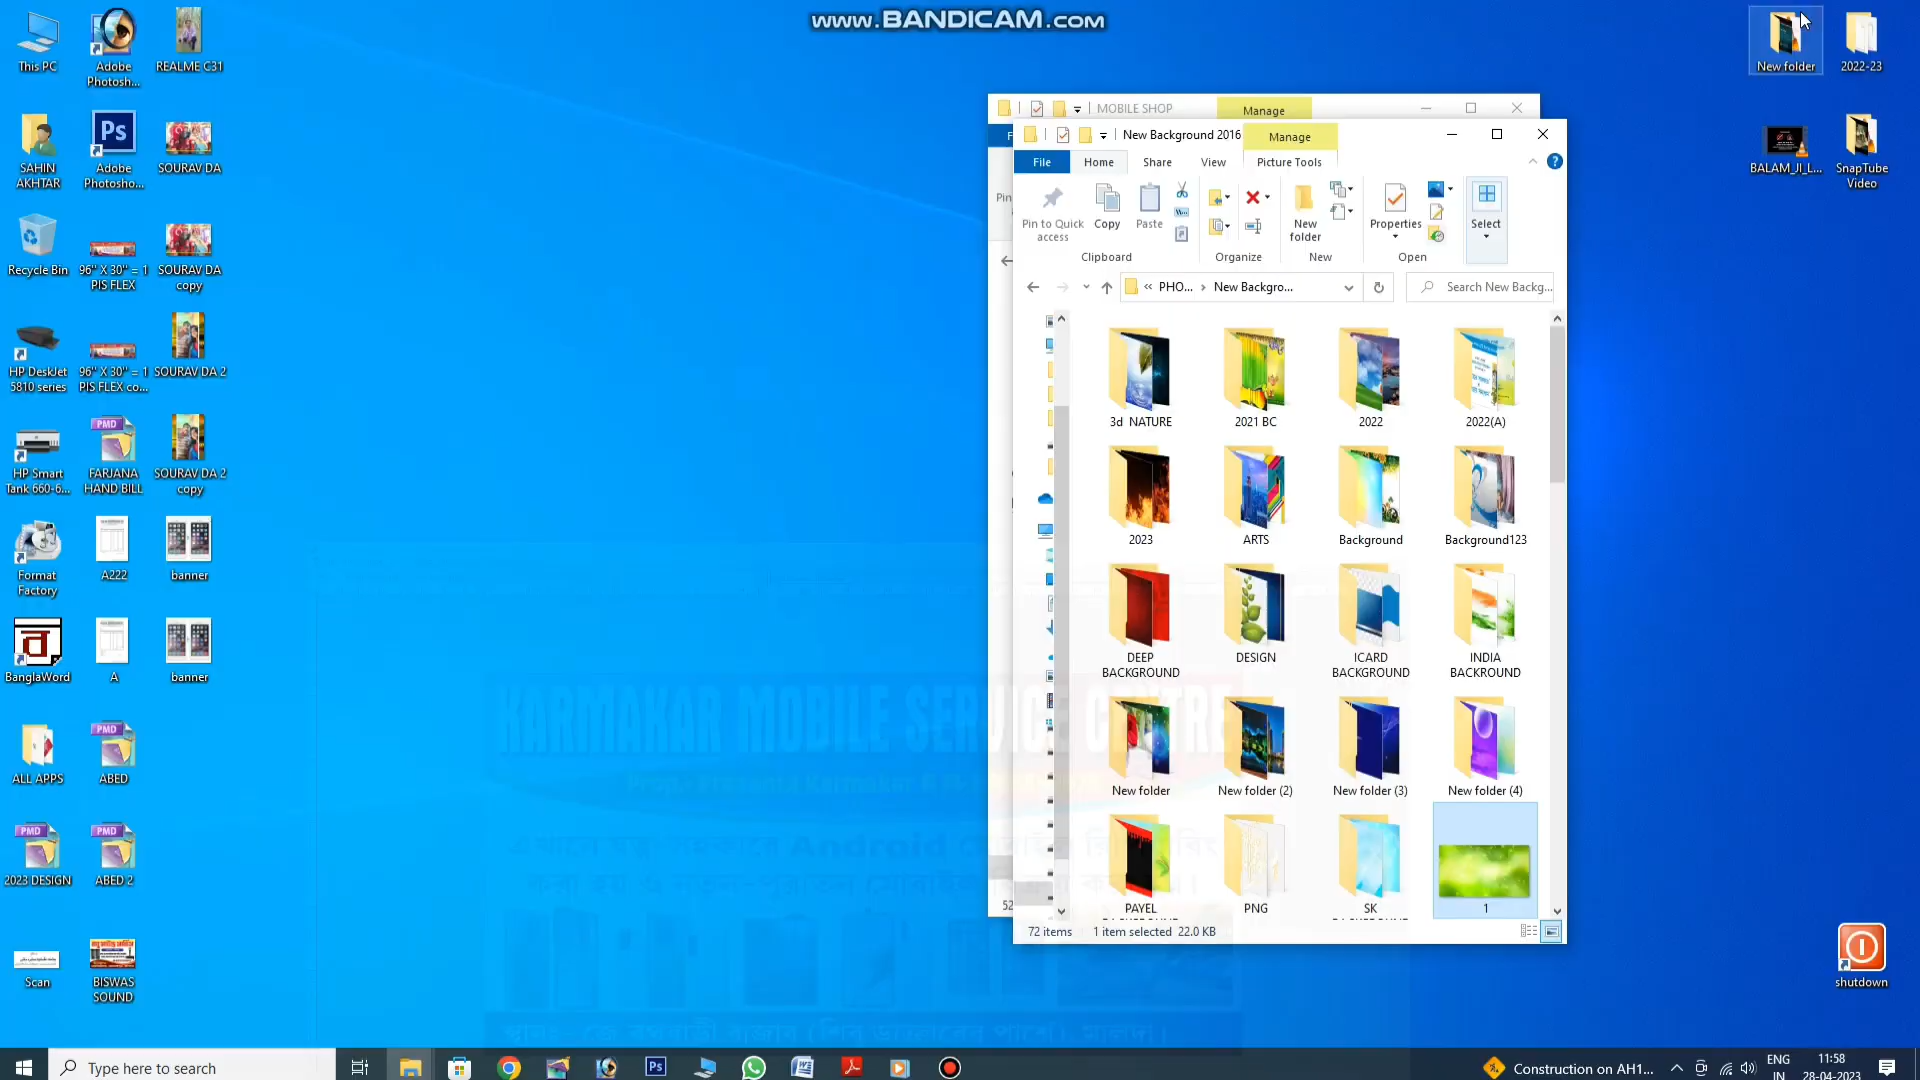 www.BANDICAM.com
This PC
Adobe Photosh...
REALME C31
New folder
2022-23
SAHIN AKHTAR
Adobe Photosho...
SOURAV DA
BALAM_JI_L...
SnapTube Video
Recycle Bin
96" X 30" = 1 PIS FLEX
SOURAV DA copy
HP DeskJet 5810 series
96" X 30" = 1 PIS FLEX co...
SOURAV DA 2
HP Smart Tank 660-6...
FARJANA HAND BILL
SOURAV DA 2 copy
Format Factory
A222
banner
BanglaWord
A
banner
ALL APPS
ABED
2023 DESIGN
ABED 2
Scan
BISWAS SOUND
shutdown
MOBILE SHOP
Manage
New Background 2016
Manage
File
Home
Share
View
Picture Tools
Pin to Quick access
Copy
Paste
New folder
Properties
Select
Clipboard
Organize
New
Open
« PHO... › New Backgro...
Search New Backg...
3d NATURE
2021 BC
2022
2022(A)
2023
ARTS
Background
Background123
DEEP BACKGROUND
DESIGN
ICARD BACKGROUND
INDIA BACKROUND
New folder
New folder (2)
New folder (3)
New folder (4)
PAYEL
PNG
SK
1
72 items
1 item selected 22.0 KB
KARMAKAR MOBILE SERVICE CENTRE
Type here to search
Construction on AH1...
ENG
IN
11:58
28-04-2023